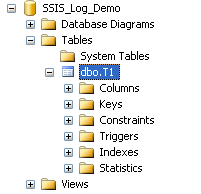 SSIS_Log_Demo
Database Diagrams
Tables
System Tables
dbo.T1
Columns
Keys
Constraints
Triggers
Indexes
Statistics
Views